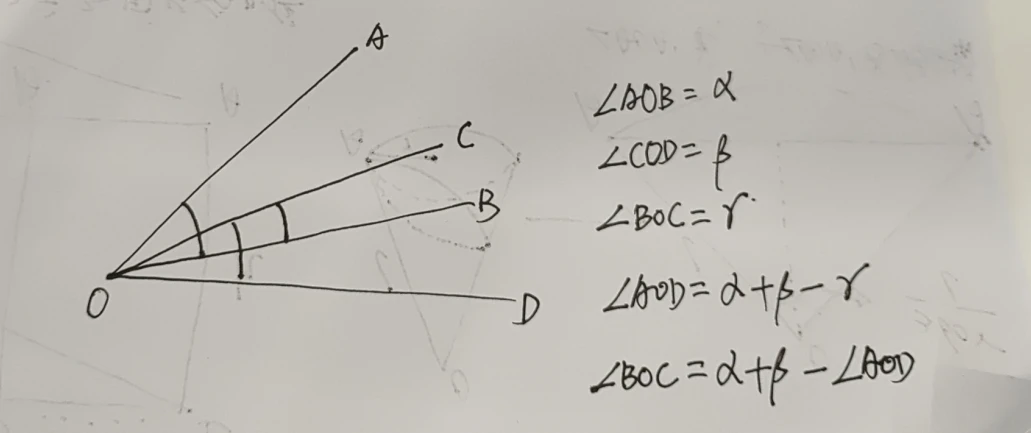 A
C
B
O
D
∠AOB = α
∠COD = β
∠BOC = γ
∠AOD = α + β − γ
∠BOC = α + β − ∠AOD